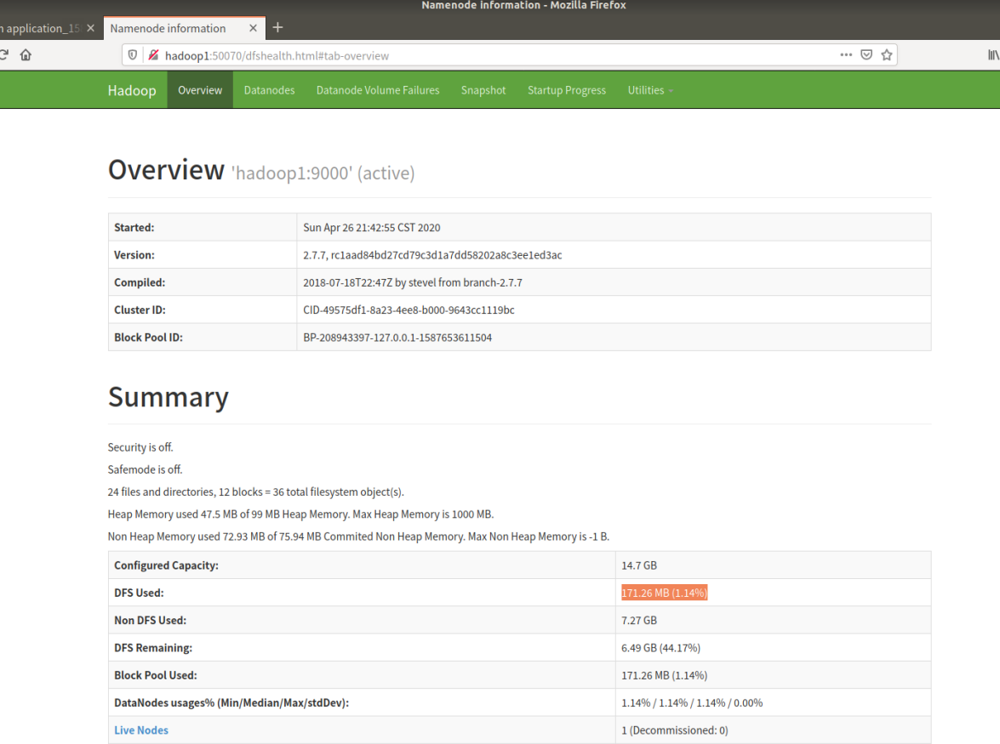 Namenode information - Mozilla Firefox
n application_15
Namenode information
hadoop1:50070/dfshealth.html#tab-overview
Hadoop Overview Datanodes Datanode Volume Failures Snapshot Startup Progress Utilities
Overview 'hadoop1:9000' (active)
Started: Sun Apr 26 21:42:55 CST 2020
Version: 2.7.7, rc1aad84bd27cd79c3d1a7dd58202a8c3ee1ed3ac
Compiled: 2018-07-18T22:47Z by stevel from branch-2.7.7
Cluster ID: CID-49575df1-8a23-4ee8-b000-9643cc1119bc
Block Pool ID: BP-208943397-127.0.0.1-1587653611504
Summary
Security is off.
Safemode is off.
24 files and directories, 12 blocks = 36 total filesystem object(s).
Heap Memory used 47.5 MB of 99 MB Heap Memory. Max Heap Memory is 1000 MB.
Non Heap Memory used 72.93 MB of 75.94 MB Commited Non Heap Memory. Max Non Heap Memory is -1 B.
Configured Capacity: 14.7 GB
DFS Used: 171.26 MB (1.14%)
Non DFS Used: 7.27 GB
DFS Remaining: 6.49 GB (44.17%)
Block Pool Used: 171.26 MB (1.14%)
DataNodes usages% (Min/Median/Max/stdDev): 1.14% / 1.14% / 1.14% / 0.00%
Live Nodes 1 (Decommissioned: 0)